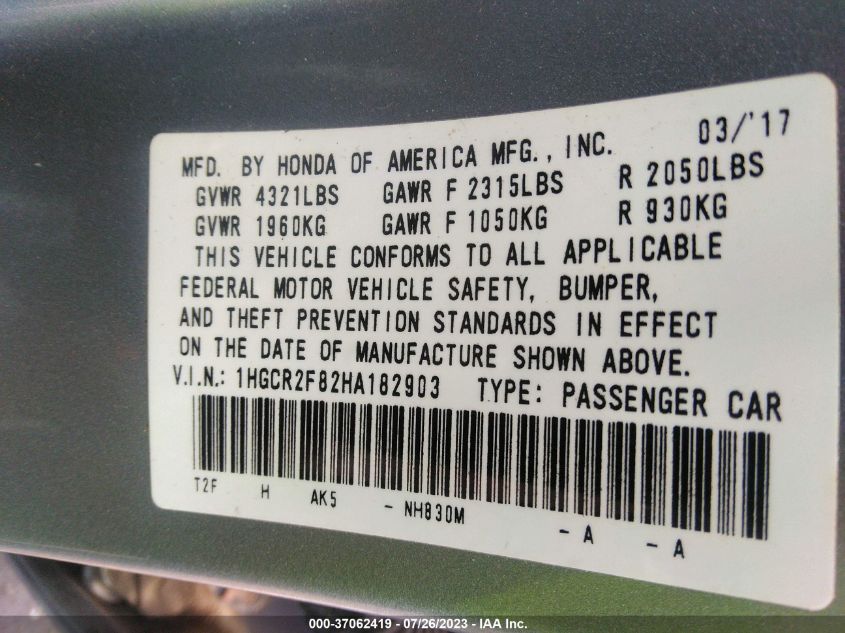 03/'17
MFD. BY HONDA OF AMERICA MFG., INC.
GVWR 4321LBS GAWR F 2315LBS R 2050LBS
GVWR 1960KG GAWR F 1050KG R 930KG
THIS VEHICLE CONFORMS TO ALL APPLICABLE
FEDERAL MOTOR VEHICLE SAFETY, BUMPER,
AND THEFT PREVENTION STANDARDS IN EFFECT
ON THE DATE OF MANUFACTURE SHOWN ABOVE.
V.I.N.: 1HGCR2F82HA182903 TYPE: PASSENGER CAR
T2F H AK5 - NH830M - A - A
000-37062419 - 07/26/2023 - IAA Inc.